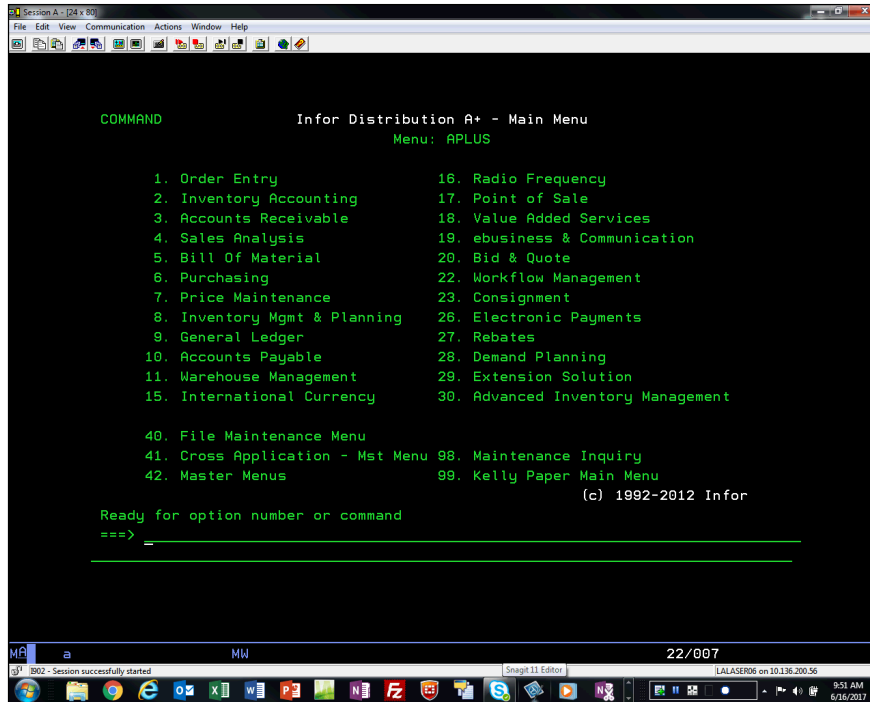 Session A - [24 x 80]
File Edit View Communication Actions Window Help
COMMAND Infor Distribution A+ - Main Menu
Menu: APLUS
1. Order Entry 16. Radio Frequency
2. Inventory Accounting 17. Point of Sale
3. Accounts Receivable 18. Value Added Services
4. Sales Analysis 19. ebusiness & Communication
5. Bill Of Material 20. Bid & Quote
6. Purchasing 22. Workflow Management
7. Price Maintenance 23. Consignment
8. Inventory Mgmt & Planning 26. Electronic Payments
9. General Ledger 27. Rebates
10. Accounts Payable 28. Demand Planning
11. Warehouse Management 29. Extension Solution
15. International Currency 30. Advanced Inventory Management
40. File Maintenance Menu
41. Cross Application - Mst Menu 98. Maintenance Inquiry
42. Master Menus 99. Kelly Paper Main Menu
(c) 1992-2012 Infor
Ready for option number or command
===>
MA a MW 22/007
I902 - Session successfully started Snagit 11 Editor LALASER06 on 10.136.200.56
9:51 AM
6/16/2017